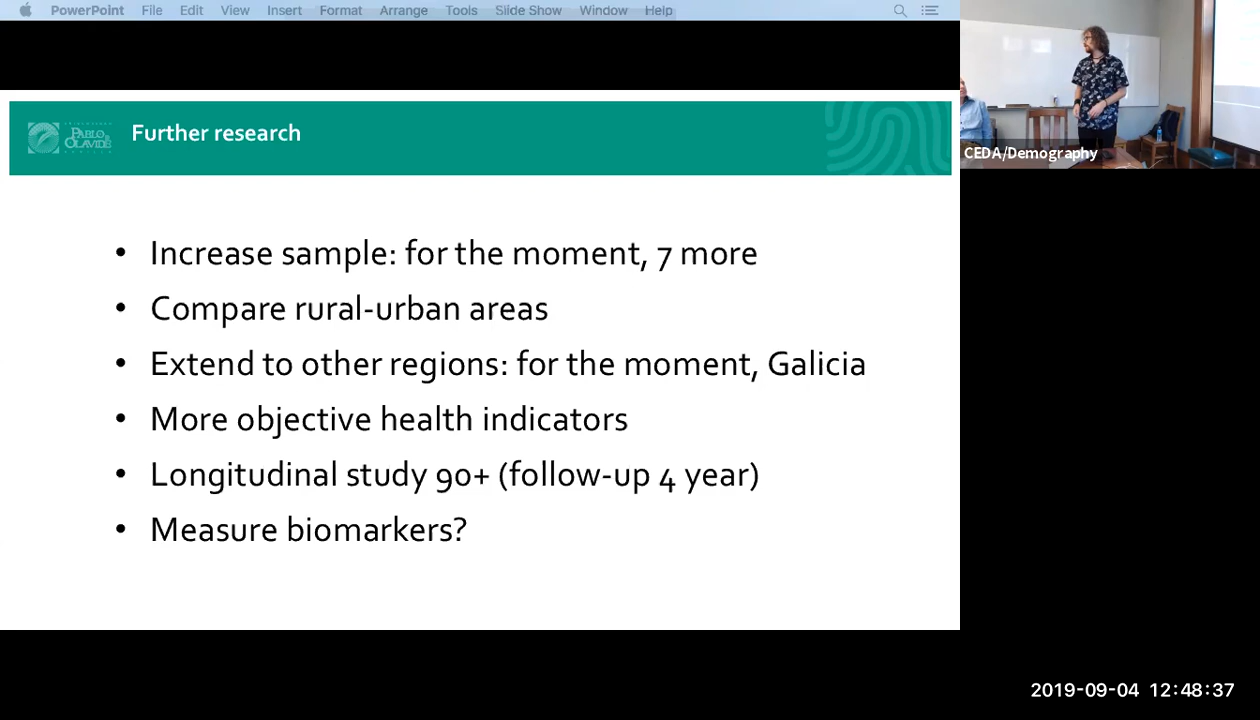 PowerPoint File Edit View Insert Format Arrange Tools Slide Show Window Help
PABLO
OLAVIDE
Further research
CEDA/Demography
• Increase sample: for the moment, 7 more
• Compare rural-urban areas
• Extend to other regions: for the moment, Galicia
• More objective health indicators
• Longitudinal study 90+ (follow-up 4 year)
• Measure biomarkers?
2019-09-04 12:48:37